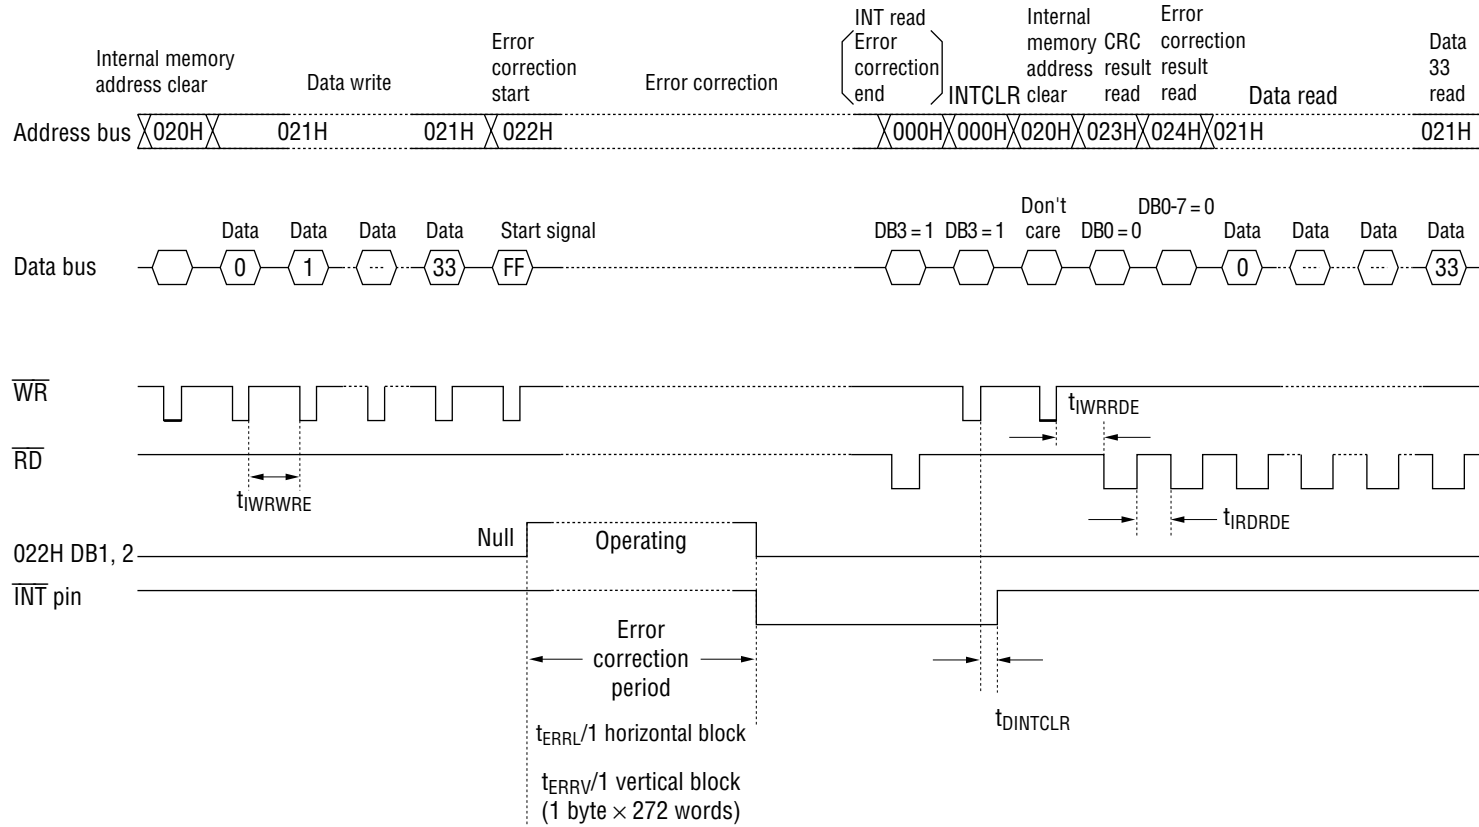 Internal memory
address clear
Data write
Error
correction
start
Error correction
INT read
Error
correction
end
INTCLR
Internal
memory
address
clear
CRC
result
read
Error
correction
result
read
Data read
Data
33
read
Address bus 020H 021H 021H 022H 000H 000H 020H 023H 024H 021H 021H
Data Data Data Data Start signal DB3 = 1 DB3 = 1 Don't
care DB0 = 0 DB0-7 = 0 Data Data Data Data
Data bus 0 1 --- 33 FF 0 --- --- 33
WR
tIWRRDE
RD
tIWRWRE
tIRDRDE
Null Operating
022H DB1, 2
INT pin
Error
correction
period
tDINTCLR
tERRL/1 horizontal block
tERRV/1 vertical block
(1 byte × 272 words)